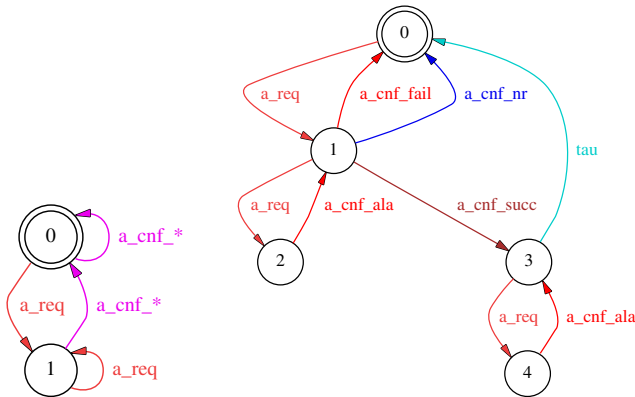 0
a_cnf_*
a_req
a_cnf_*
1
a_req
0
a_req
a_cnf_fail
a_cnf_nr
1
tau
a_req
a_cnf_ala
a_cnf_succ
2
3
a_req
a_cnf_ala
4